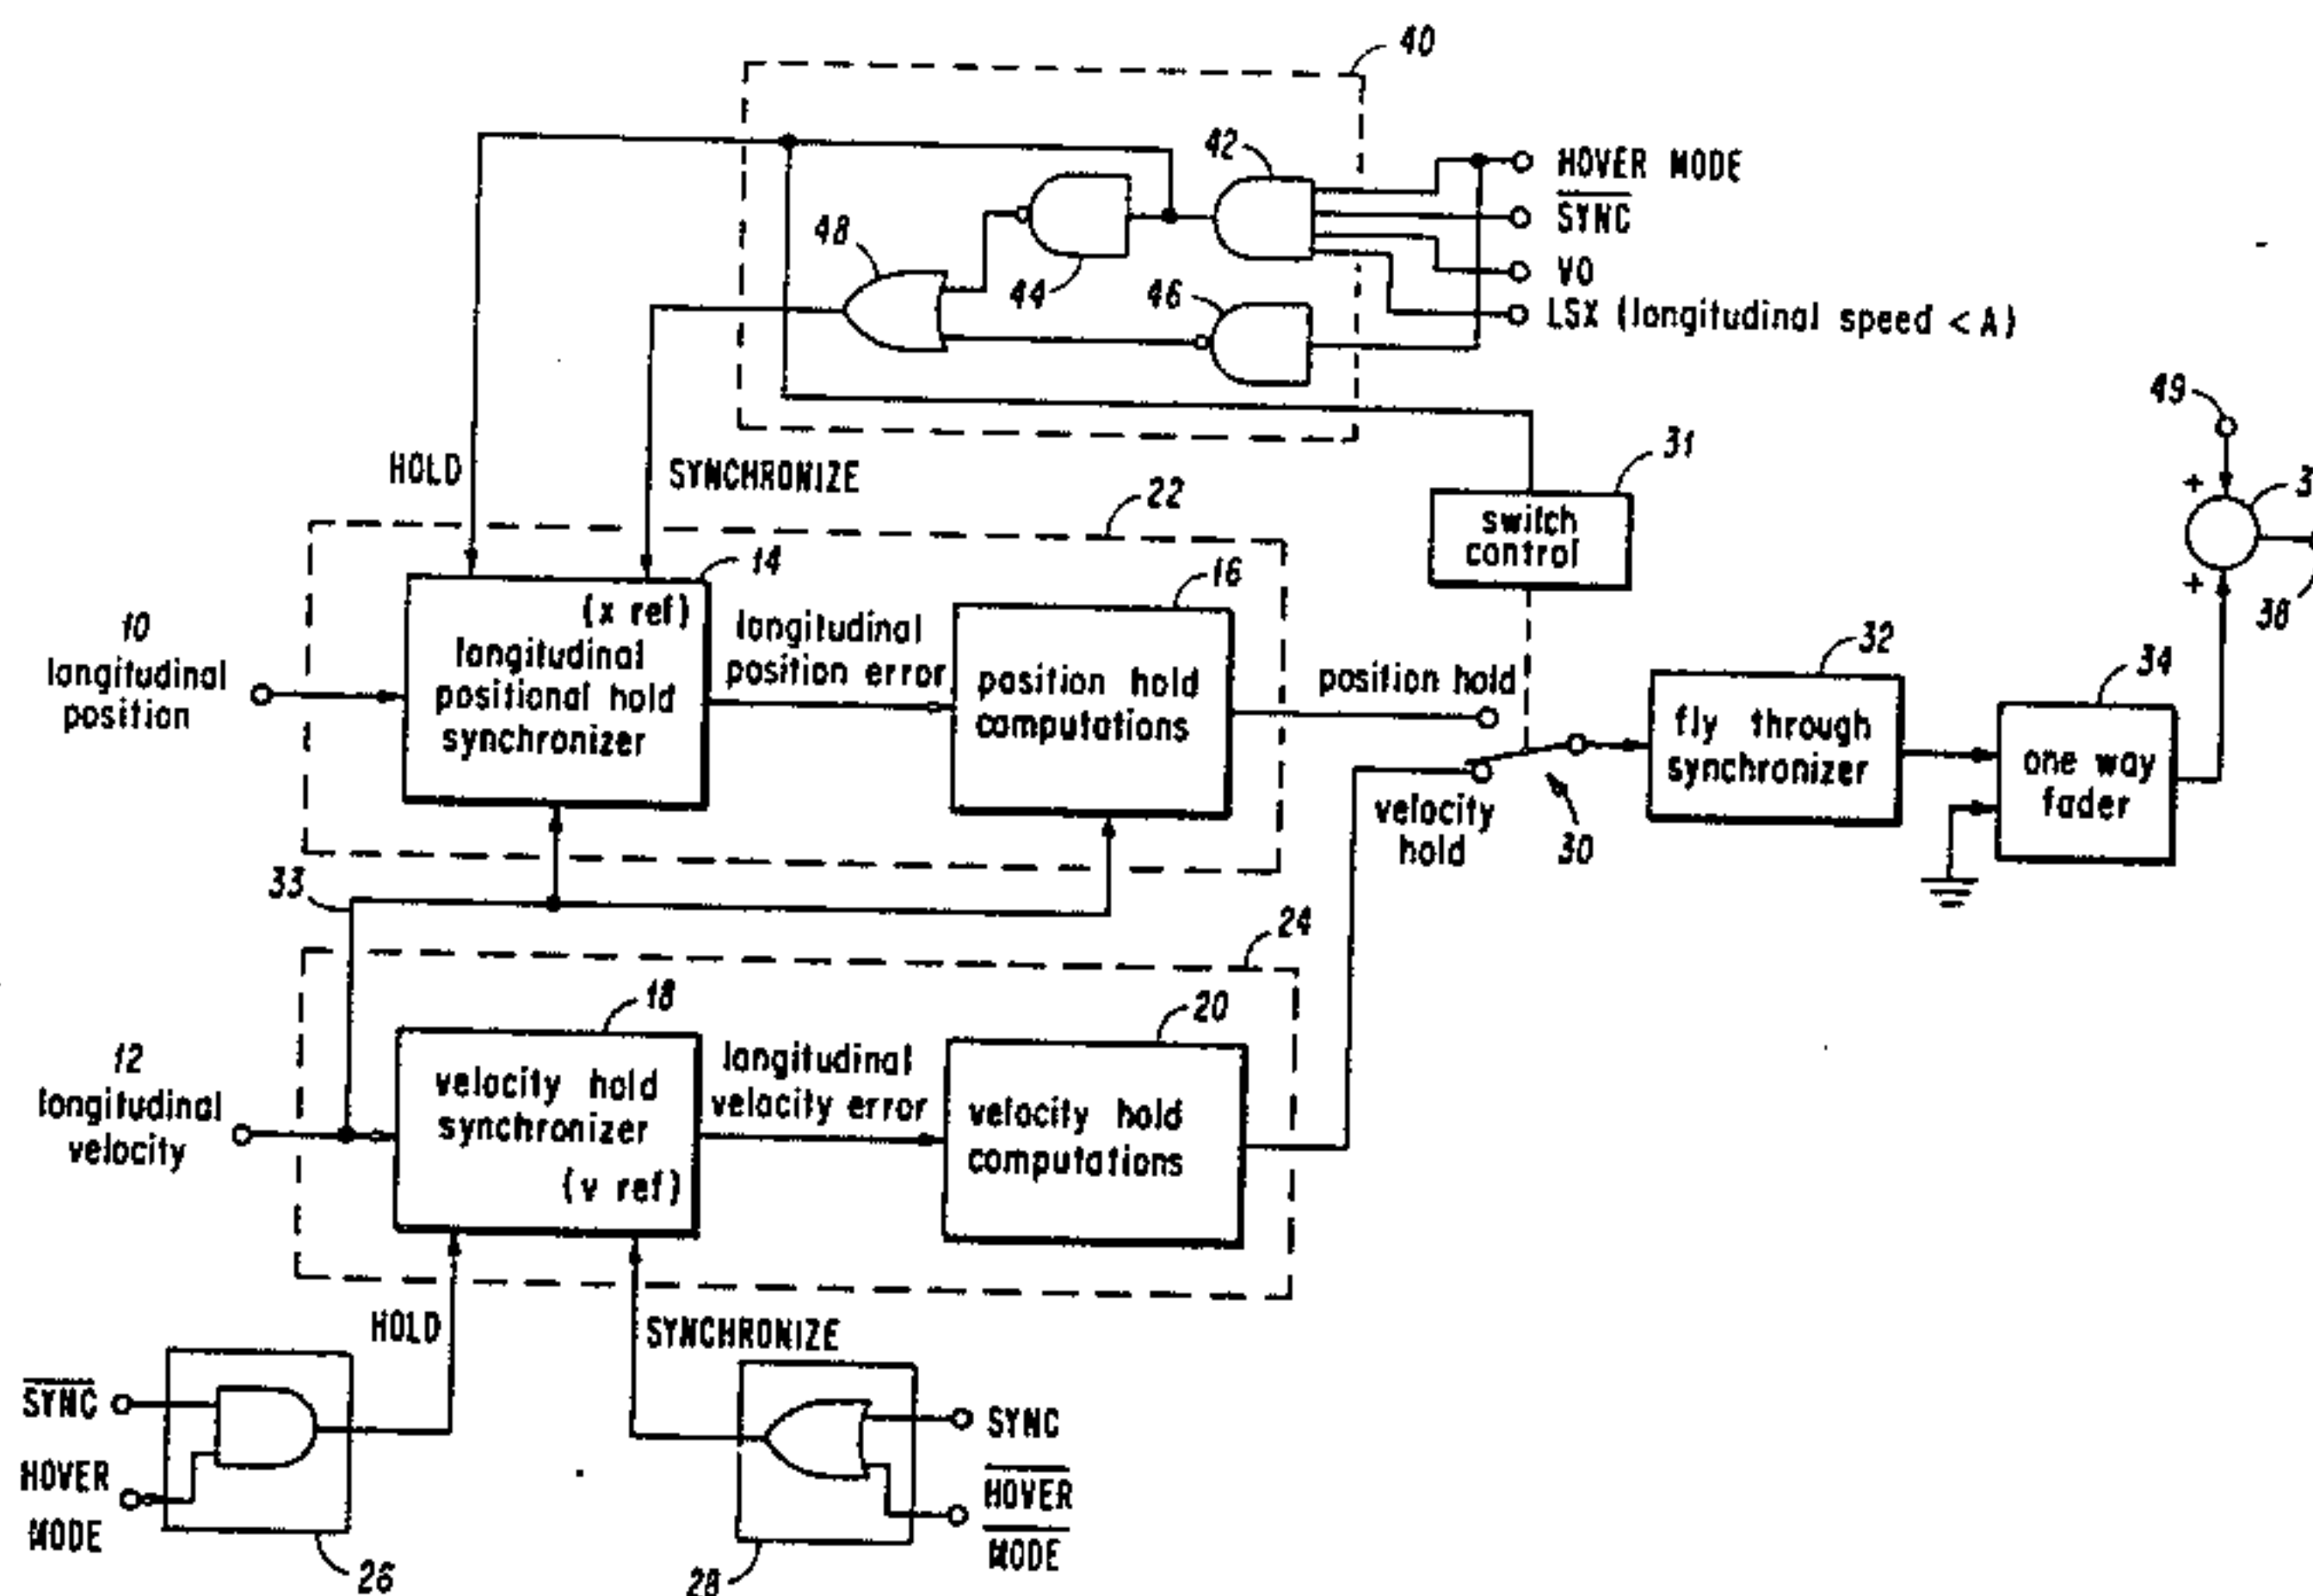 40
42
HOVER MODE
SYNC
VO
LSX (longitudinal speed < A)
48
44
46
49
31
HOLD
SYNCHRONIZE
22
switch
control
+
+
38
14
16
(x ref)
longitudinal
positional hold
synchronizer
longitudinal
position error
position hold
computations
10
longitudinal
position
position hold
velocity
hold
30
32
fly through
synchronizer
34
one way
fader
33
24
18
20
12
longitudinal
velocity
velocity hold
synchronizer
(v ref)
longitudinal
velocity error
velocity hold
computations
HOLD
SYNCHRONIZE
SYNC
HOVER
MODE
26
SYNC
HOVER
MODE
28